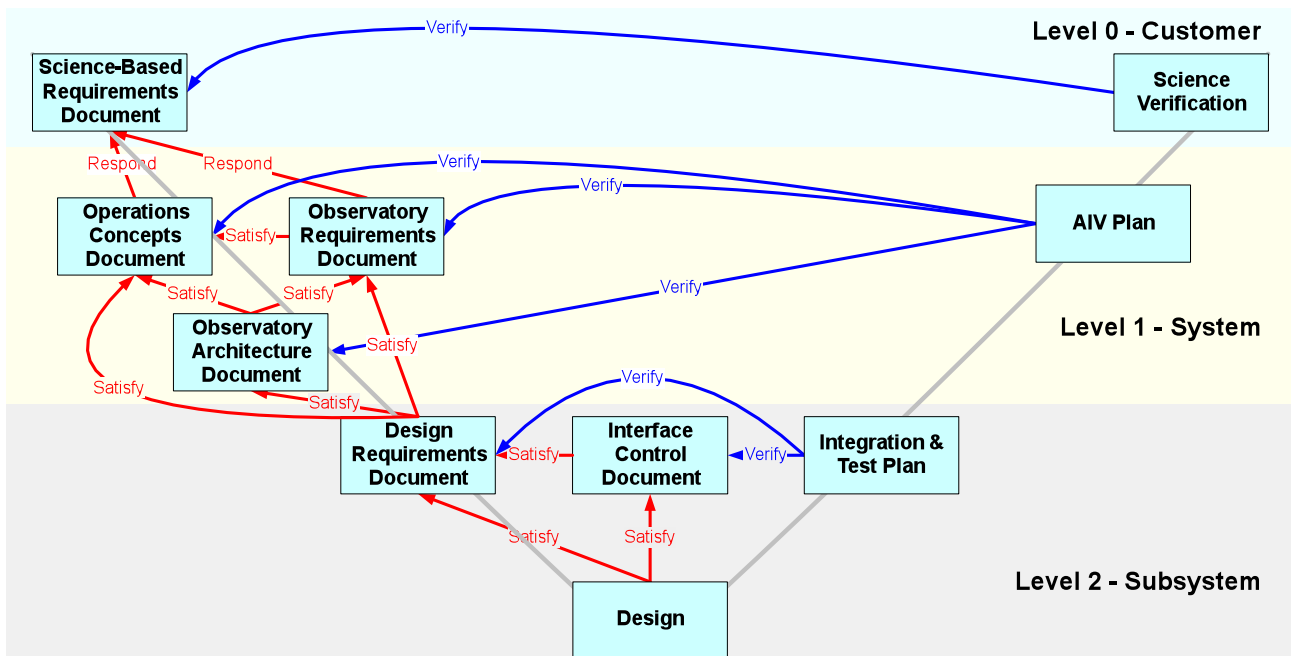 Verify
Level 0 - Customer
Science-Based
Requirements
Document
Science
Verification
Respond
Respond
Verify
Verify
Operations
Concepts
Document
Satisfy
Observatory
Requirements
Document
AIV Plan
Satisfy
Satisfy
Verify
Observatory
Architecture
Document
Satisfy
Level 1 - System
Satisfy
Satisfy
Verify
Design
Requirements
Document
Satisfy
Interface
Control
Document
Verify
Integration &
Test Plan
Satisfy
Satisfy
Level 2 - Subsystem
Design